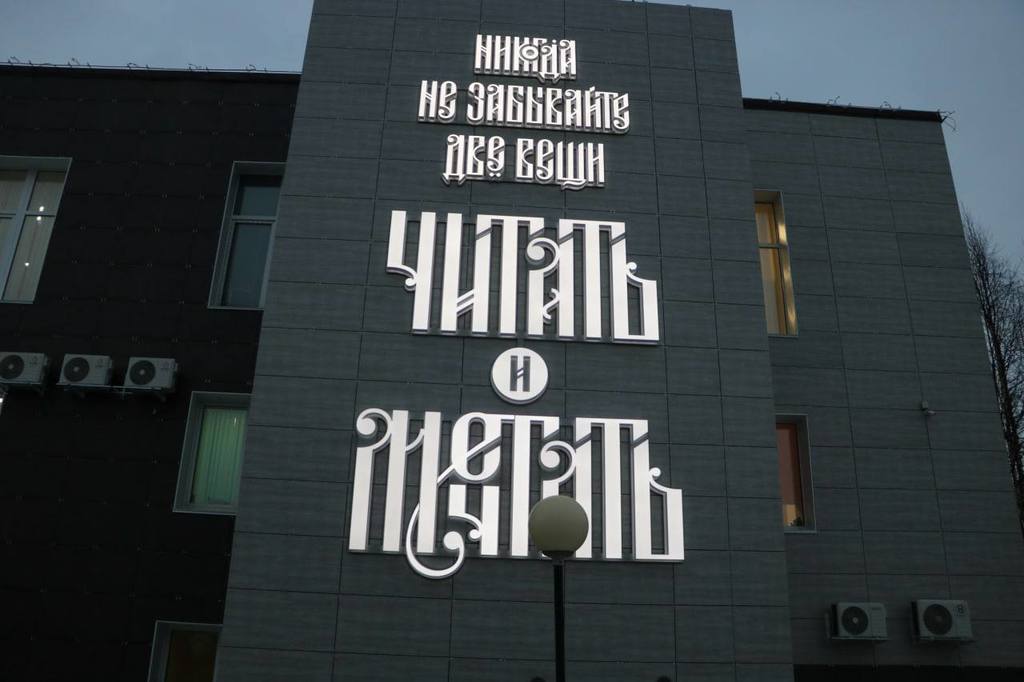 НИКОГДА
НЕ ЗАБЫВАЙТЕ
ДВЕ ВЕЩИ
ЧИТАТЬ
И
МЕЧТАТЬ